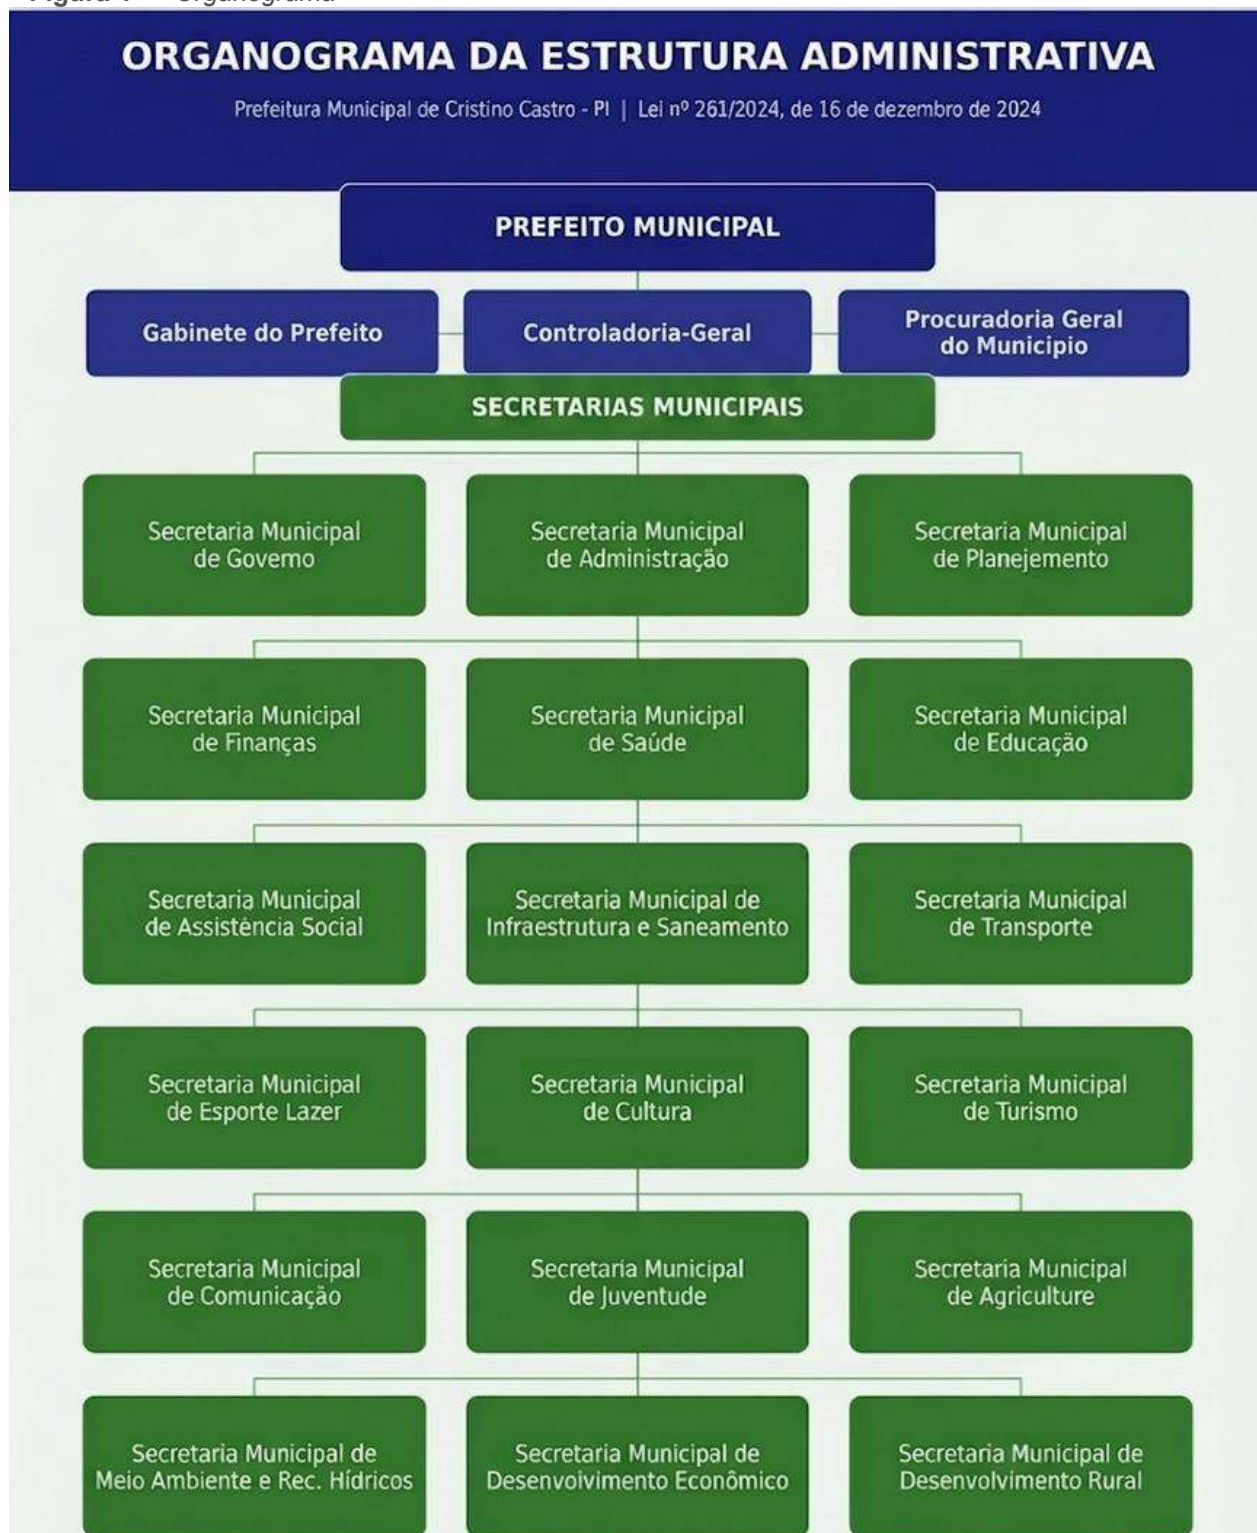 ORGANOGRAMA DA ESTRUTURA ADMINISTRATIVA
Prefeitura Municipal de Cristino Castro - PI | Lei nº 261/2024, de 16 de dezembro de 2024
PREFEITO MUNICIPAL
Gabinete do Prefeito
Controladoria-Geral
Procuradoria Geral
do Municipio
SECRETARIAS MUNICIPAIS
Secretaria Municipal
de Governo
Secretaria Municipal
de Administração
Secretaria Municipal
de Planejemento
Secretaria Municipal
de Finanças
Secretaria Municipal
de Saúde
Secretaria Municipal
de Educação
Secretaria Municipal
de Assistência Social
Secretaria Municipal de
Infraestrutura e Saneamento
Secretaria Municipal
de Transporte
Secretaria Municipal
de Esporte Lazer
Secretaria Municipal
de Cultura
Secretaria Municipal
de Turismo
Secretaria Municipal
de Comunicação
Secretaria Municipal
de Juventude
Secretaria Municipal
de Agriculture
Secretaria Municipal de
Meio Ambiente e Rec. Hídricos
Secretaria Municipal de
Desenvoivimento Econômico
Secretaria Municipal de
Desenvolvimento Rural